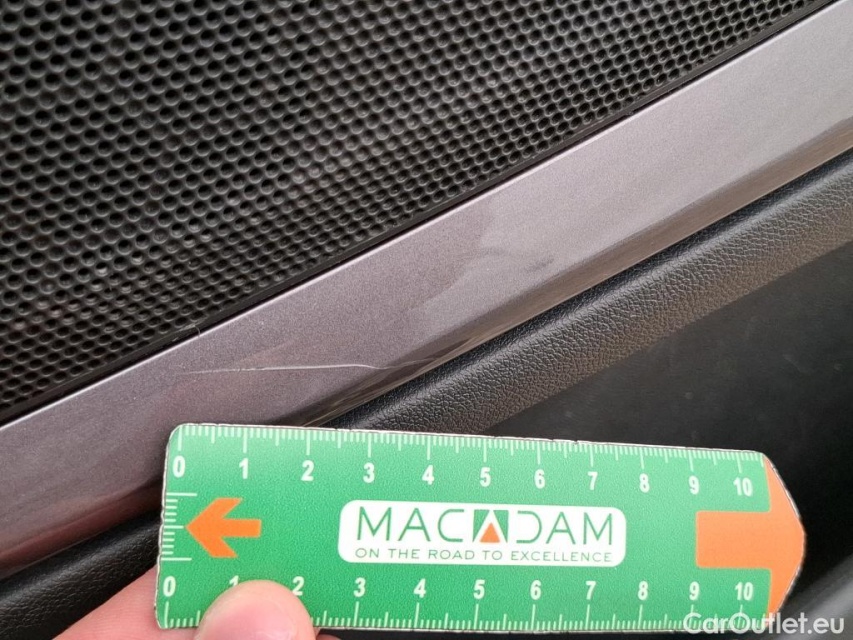 0 1 2 3 4 5 6 7 8 9 10
MACADAM
ON THE ROAD TO EXCELLENCE
0 1 2 3 4 5 6 7 8 9 10
CarOutlet.eu